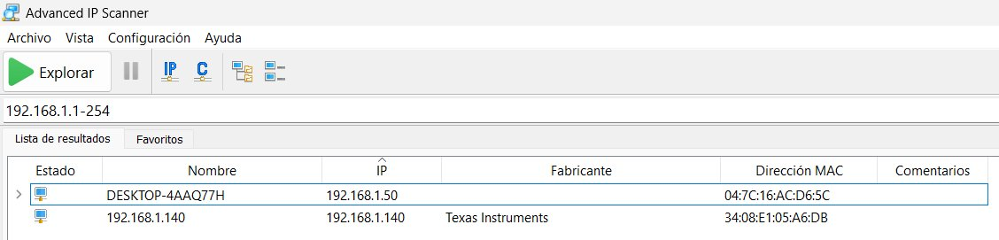 Advanced IP Scanner
Archivo Vista Configuración Ayuda
Explorar IP C
192.168.1.1-254
Lista de resultados Favoritos
Estado Nombre IP Fabricante Dirección MAC Comentarios
DESKTOP-4AAQ77H 192.168.1.50 04:7C:16:AC:D6:5C
192.168.1.140 192.168.1.140 Texas Instruments 34:08:E1:05:A6:DB